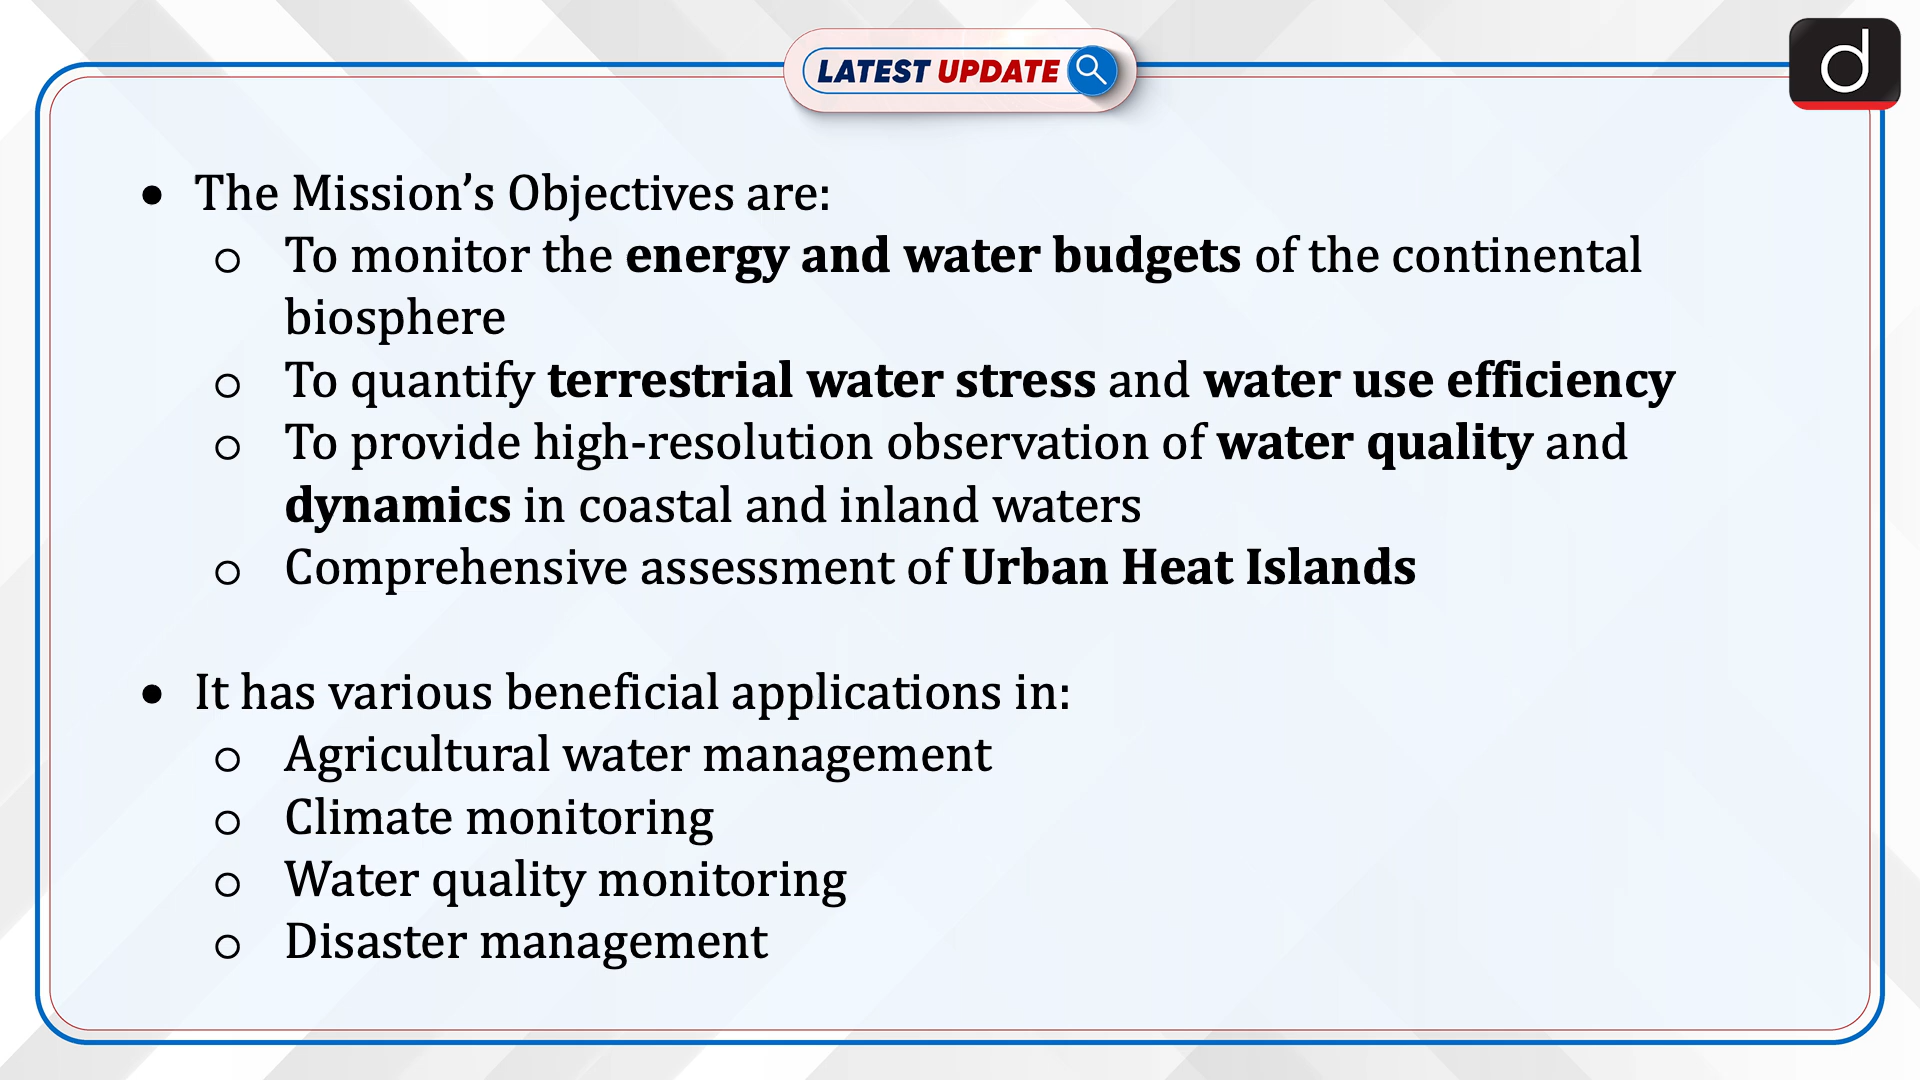 LATEST UPDATE
d
• The Mission’s Objectives are:
o To monitor the energy and water budgets of the continental
biosphere
o To quantify terrestrial water stress and water use efficiency
o To provide high-resolution observation of water quality and
dynamics in coastal and inland waters
o Comprehensive assessment of Urban Heat Islands
• It has various beneficial applications in:
o Agricultural water management
o Climate monitoring
o Water quality monitoring
o Disaster management